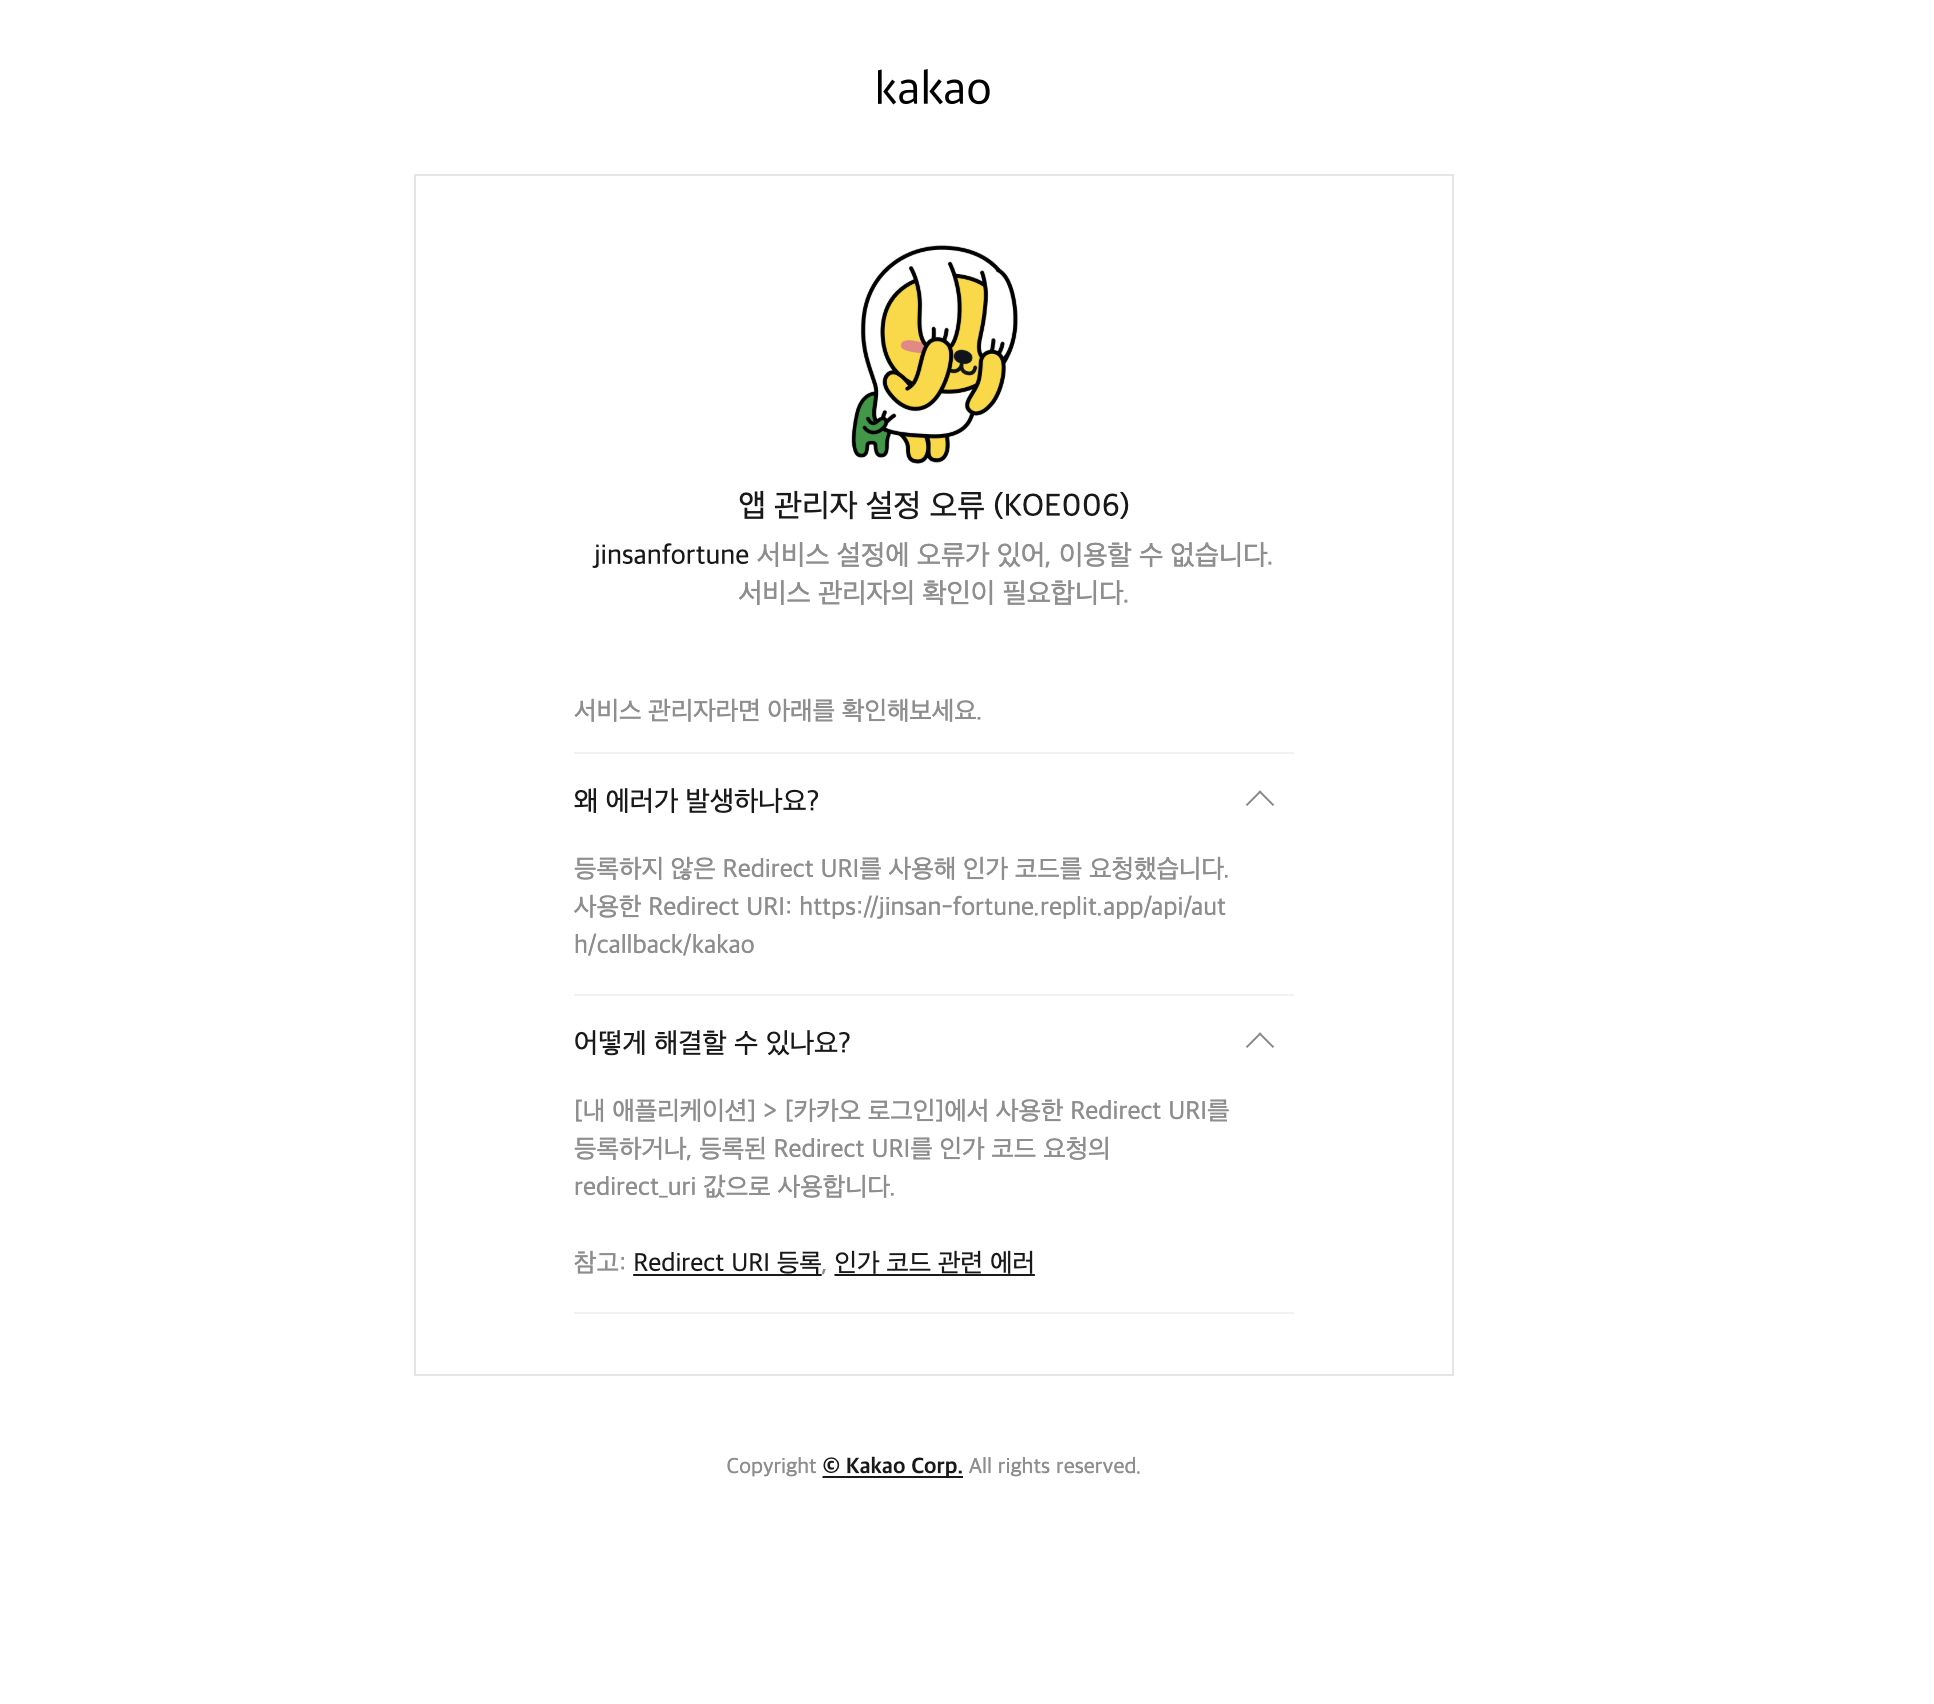 kakao
앱 관리자 설정 오류 (KOE006)
jinsanfortune 서비스 설정에 오류가 있어, 이용할 수 없습니다.
서비스 관리자의 확인이 필요합니다.
서비스 관리자라면 아래를 확인해보세요.
왜 에러가 발생하나요?
등록하지 않은 Redirect URI를 사용해 인가 코드를 요청했습니다.
사용한 Redirect URI: https://jinsan-fortune.replit.app/api/aut
h/callback/kakao
어떻게 해결할 수 있나요?
[내 애플리케이션] > [카카오 로그인]에서 사용한 Redirect URI를
등록하거나, 등록된 Redirect URI를 인가 코드 요청의
redirect_uri 값으로 사용합니다.
참고: Redirect URI 등록, 인가 코드 관련 에러
Copyright © Kakao Corp. All rights reserved.